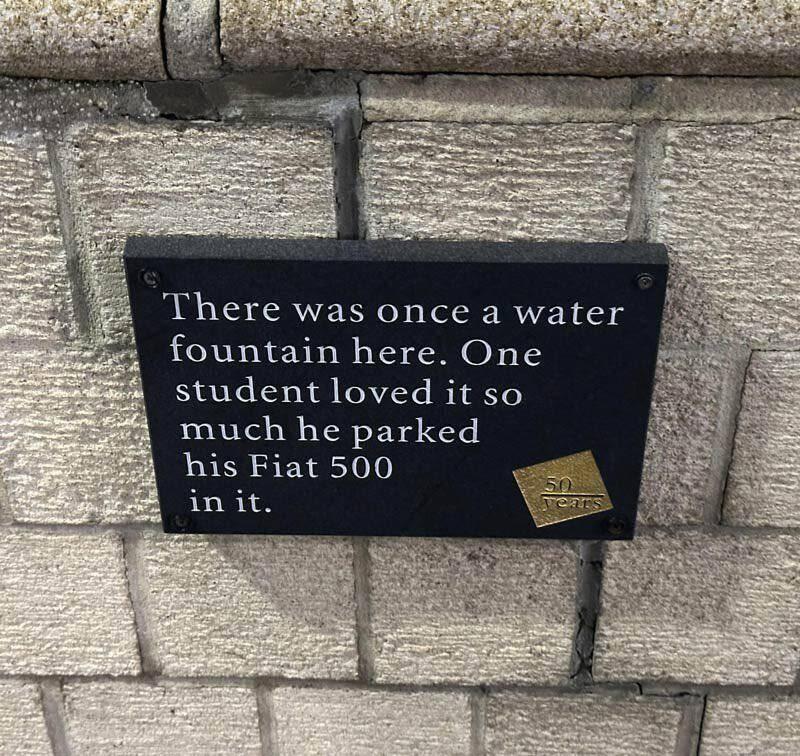 There was once a water
fountain here. One
student loved it so
much he parked
his Fiat 500
in it.
50
years